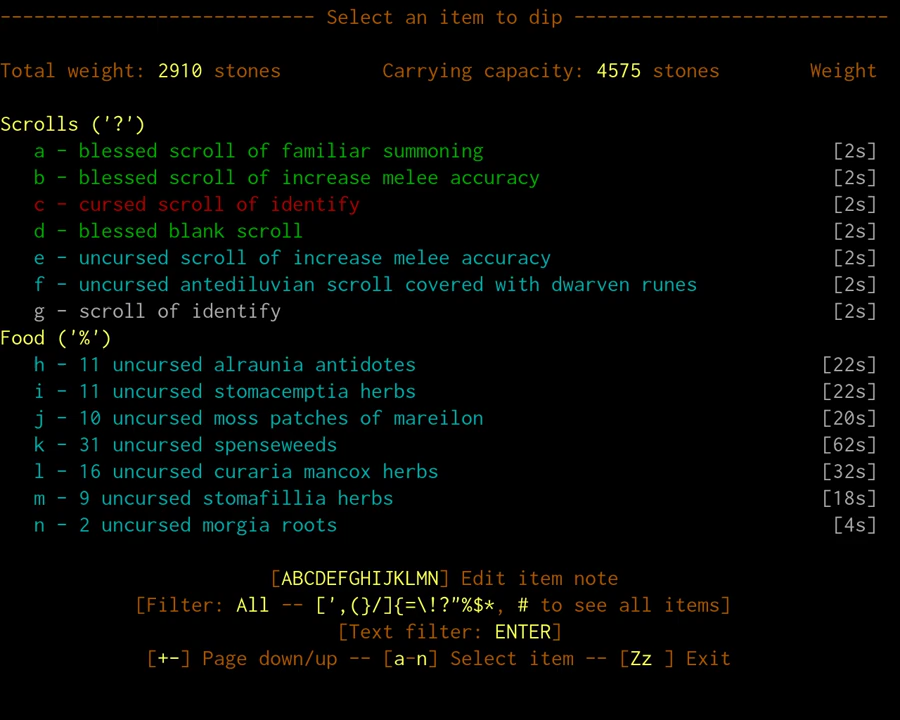 ---------------------------- Select an item to dip ----------------------------
Total weight: 2910 stones Carrying capacity: 4575 stones Weight
Scrolls ('?')
a - blessed scroll of familiar summoning [2s]
b - blessed scroll of increase melee accuracy [2s]
c - cursed scroll of identify [2s]
d - blessed blank scroll [2s]
e - uncursed scroll of increase melee accuracy [2s]
f - uncursed antediluvian scroll covered with dwarven runes [2s]
g - scroll of identify [2s]
Food ('%')
h - 11 uncursed alraunia antidotes [22s]
i - 11 uncursed stomacemptia herbs [22s]
j - 10 uncursed moss patches of mareilon [20s]
k - 31 uncursed spenseweeds [62s]
l - 16 uncursed curaria mancox herbs [32s]
m - 9 uncursed stomafillia herbs [18s]
n - 2 uncursed morgia roots [4s]
[ABCDEFGHIJKLMN] Edit item note
[Filter: All -- [',(}/]{=\!?"%$*, # to see all items]
[Text filter: ENTER]
[+-] Page down/up -- [a-n] Select item -- [Zz ] Exit